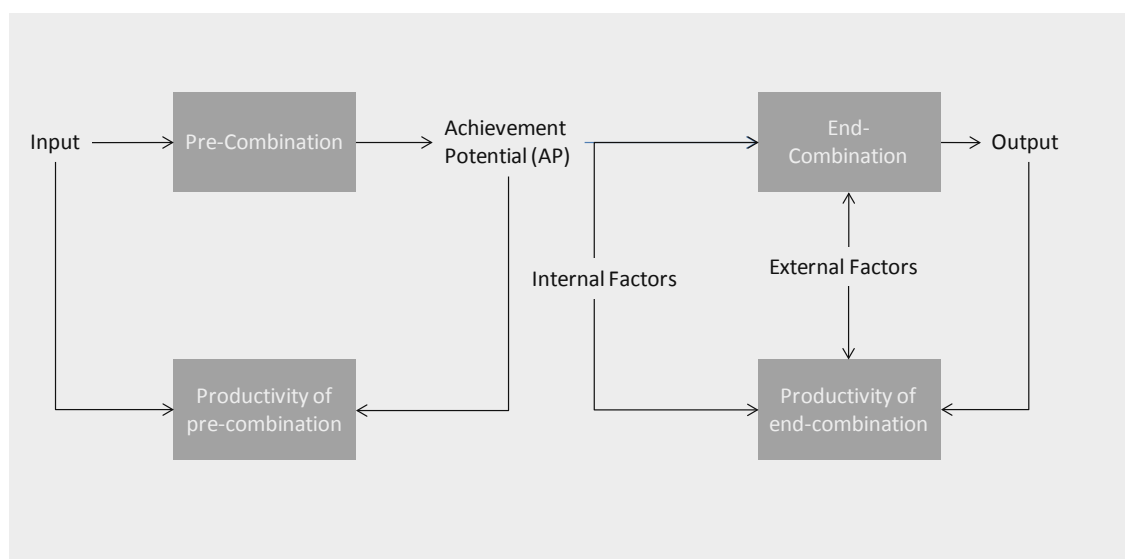 Input
Pre-Combination
Achievement
Potential (AP)
End-
Combination
Output
Internal Factors
External Factors
Productivity of
pre-combination
Productivity of
end-combination